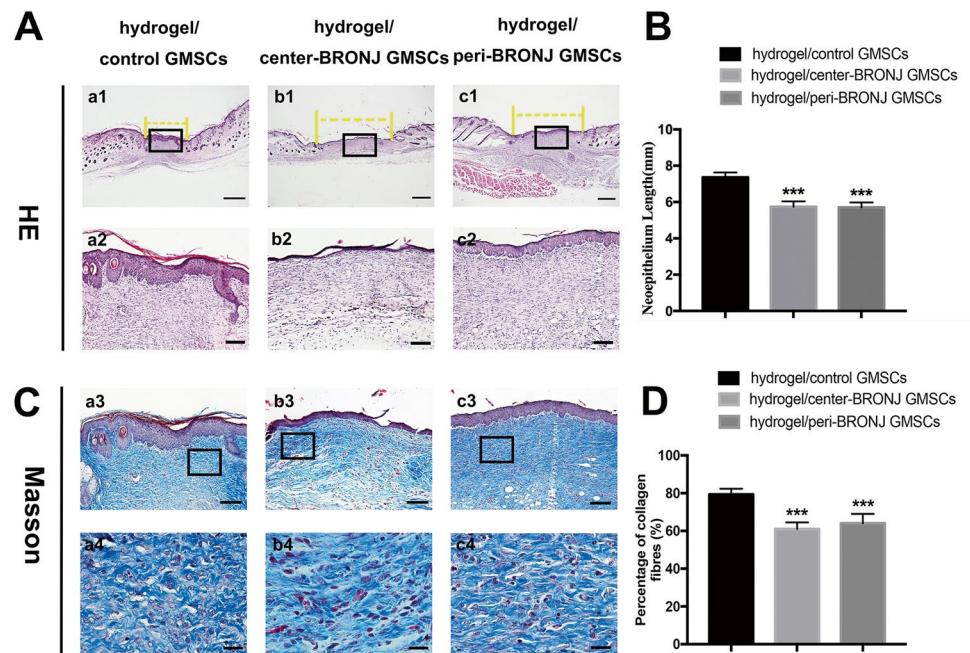 A
hydrogel/
control GMSCs
hydrogel/
center-BRONJ GMSCs
hydrogel/
peri-BRONJ GMSCs
HE
a1
b1
c1
a2
b2
c2
B
hydrogel/control GMSCs
hydrogel/center-BRONJ GMSCs
hydrogel/peri-BRONJ GMSCs
Neoepithelium Length(mm)
10
8
6
4
2
0
***
***
C
Masson
a3
b3
c3
a4
b4
c4
D
hydrogel/control GMSCs
hydrogel/center-BRONJ GMSCs
hydrogel/peri-BRONJ GMSCs
Percentage of collagen
fibres (%)
100
80
60
40
20
0
***
***